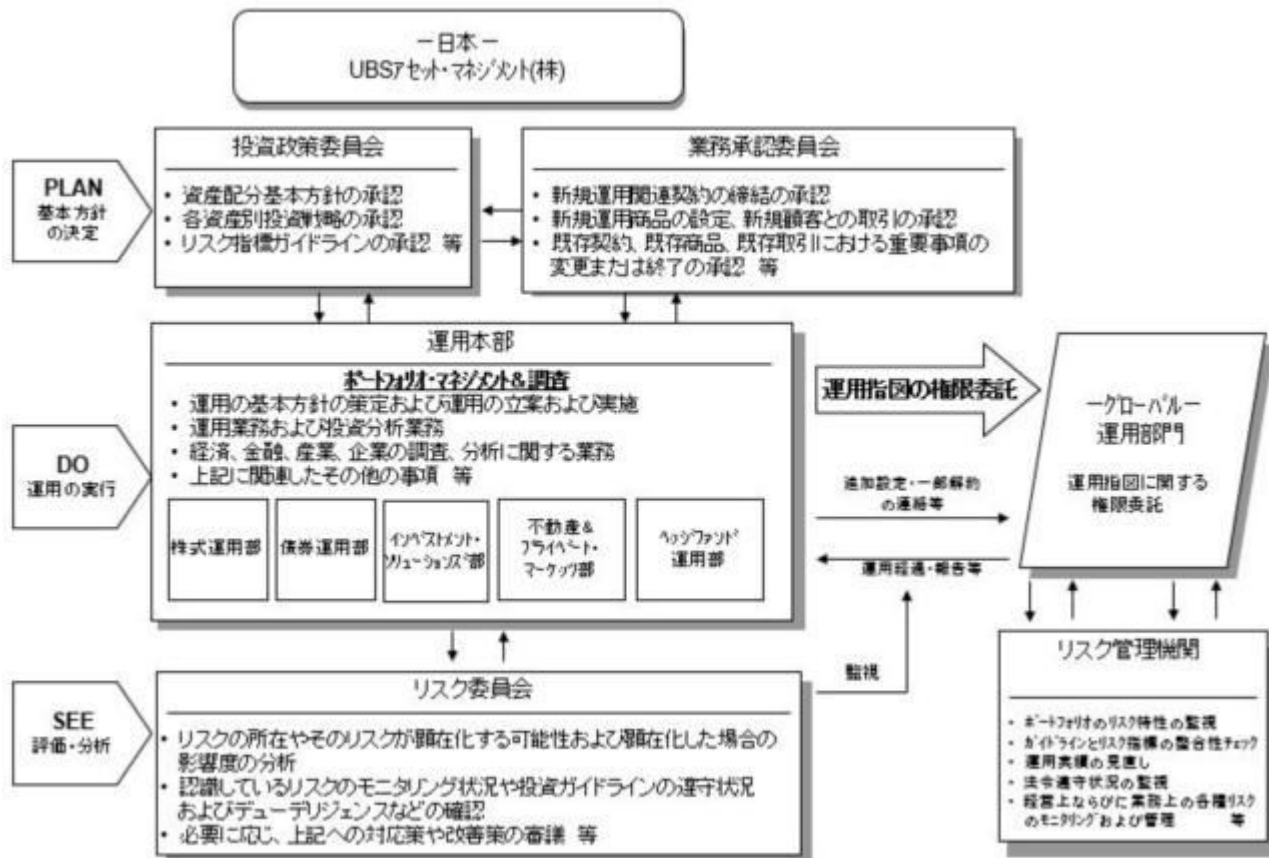 －日本－
UBSｱｾｯﾄ・ﾏﾈｼﾞﾒﾝﾄ(株)
PLAN
基本方針
の決定
投資政策委員会
・ 資産配分基本方針の承認
・ 各資産別投資戦略の承認
・ リスク指標ガイドラインの承認 等
業務承認委員会
・ 新規運用関連契約の締結の承認
・ 新規運用商品の設定、新規顧客との取引の承認
・ 既存契約、既存商品、既存取引における重要事項の
変更または終了の承認 等
DO
運用の実行
運用本部
ﾎﾟｰﾄﾌｫﾘｵ・ﾏﾈｼﾞﾒﾝﾄ&調査
・ 運用の基本方針の策定および運用の立案および実施
・ 運用業務および投資分析業務
・ 経済、金融、産業、企業の調査、分析に関する業務
・ 上記に関連したその他の事項 等
株式運用部
債券運用部
ｲﾝﾍﾞｽﾄﾒﾝﾄ・
ｿﾘｭｰｼｮﾝｽﾞ部
不動産&
ﾌﾟﾗｲﾍﾞｰﾄ・
ﾏｰｹｯﾂ部
ﾍｯｼﾞﾌｧﾝﾄﾞ
運用部
運用指図の権限委託
追加設定・一部解約
の連絡等
運用経過・報告等
監視
－ｸﾞﾛｰﾊﾞﾙ－
運用部門
運用指図に関する
権限委託
SEE
評価・分析
リスク委員会
・ リスクの所在やそのリスクが顕在化する可能性および顕在化した場合の
影響度の分析
・ 認識しているリスクのモニタリング状況や投資ガイドラインの遵守状況
およびデューデリジェンスなどの確認
・ 必要に応じ、上記への対応策や改善策の審議 等
リスク管理機関
・ ﾎﾟｰﾄﾌｫﾘｵのリスク特性の監視
・ ｶﾞｲﾄﾞﾗｲﾝとﾘｽｸ指標の整合性ﾁｪｯｸ
・ 運用実績の見直し
・ 法令遵守状況の監視
・ 経営上ならびに業務上の各種ﾘｽｸ
のﾓﾆﾀﾘﾝｸﾞおよび管理 等